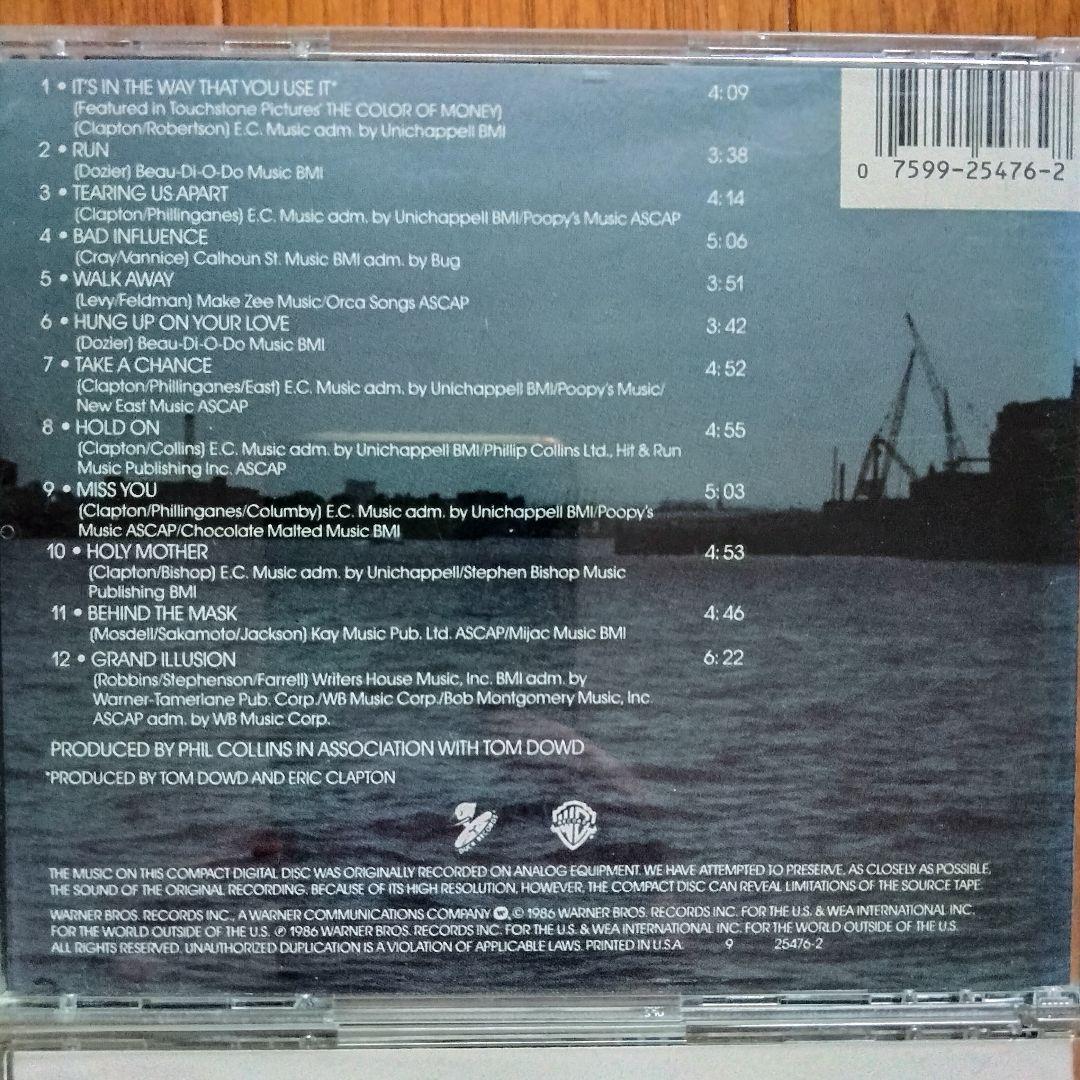 1 • IT'S IN THE WAY THAT YOU USE IT* 4:09
(Featured in Touchstone Pictures' THE COLOR OF MONEY)
(Clapton/Robertson) E.C. Music adm. by Unichappell BMI
0 7599-25476-2
2 • RUN 3:38
(Dozier) Beau-Di-O-Do Music BMI
3 • TEARING US APART 4:14
(Clapton/Phillinganes) E.C. Music adm. by Unichappell BMI/Poopy's Music ASCAP
4 • BAD INFLUENCE 5:06
(Cray/Vannice) Calhoun St. Music BMI adm. by Bug
5 • WALK AWAY 3:51
(Levy/Feldman) Make Zee Music/Orca Songs ASCAP
6 • HUNG UP ON YOUR LOVE 3:42
(Dozier) Beau-Di-O-Do Music BMI
7 • TAKE A CHANCE 4:52
(Clapton/Phillinganes/East) E.C. Music adm. by Unichappell BMI/Poopy's Music/
New East Music ASCAP
8 • HOLD ON 4:55
(Clapton/Collins) E.C. Music adm. by Unichappell BMI/Phillip Collins Ltd., Hit & Run
Music Publishing Inc. ASCAP
9 • MISS YOU 5:03
(Clapton/Phillinganes/Columby) E.C. Music adm. by Unichappell BMI/Poopy's
Music ASCAP/Chocolate Malted Music BMI
10 • HOLY MOTHER 4:53
(Clapton/Bishop) E.C. Music adm. by Unichappell/Stephen Bishop Music
Publishing BMI
11 • BEHIND THE MASK 4:46
(Mosdell/Sakamoto/Jackson) Kay Music Pub. Ltd. ASCAP/Mijac Music BMI
12 • GRAND ILLUSION 6:22
(Robbins/Stephenson/Farrell) Writers House Music, Inc. BMI adm. by
Warner-Tamerlane Pub. Corp./WB Music Corp./Bob Montgomery Music, Inc.
ASCAP adm. by WB Music Corp.
PRODUCED BY PHIL COLLINS IN ASSOCIATION WITH TOM DOWD
*PRODUCED BY TOM DOWD AND ERIC CLAPTON
DUCK RECORDS
THE MUSIC ON THIS COMPACT DIGITAL DISC WAS ORIGINALLY RECORDED ON ANALOG EQUIPMENT. WE HAVE ATTEMPTED TO PRESERVE, AS CLOSELY AS POSSIBLE,
THE SOUND OF THE ORIGINAL RECORDING. BECAUSE OF ITS HIGH RESOLUTION, HOWEVER, THE COMPACT DISC CAN REVEAL LIMITATIONS OF THE SOURCE TAPE.
WARNER BROS. RECORDS INC., A WARNER COMMUNICATIONS COMPANY, © 1986 WARNER BROS. RECORDS INC. FOR THE U.S. & WEA INTERNATIONAL INC.
FOR THE WORLD OUTSIDE OF THE U.S. ℗ 1986 WARNER BROS. RECORDS INC. FOR THE U.S. & WEA INTERNATIONAL INC. FOR THE WORLD OUTSIDE OF THE U.S.
ALL RIGHTS RESERVED. UNAUTHORIZED DUPLICATION IS A VIOLATION OF APPLICABLE LAWS. PRINTED IN U.S.A. 9 25476-2